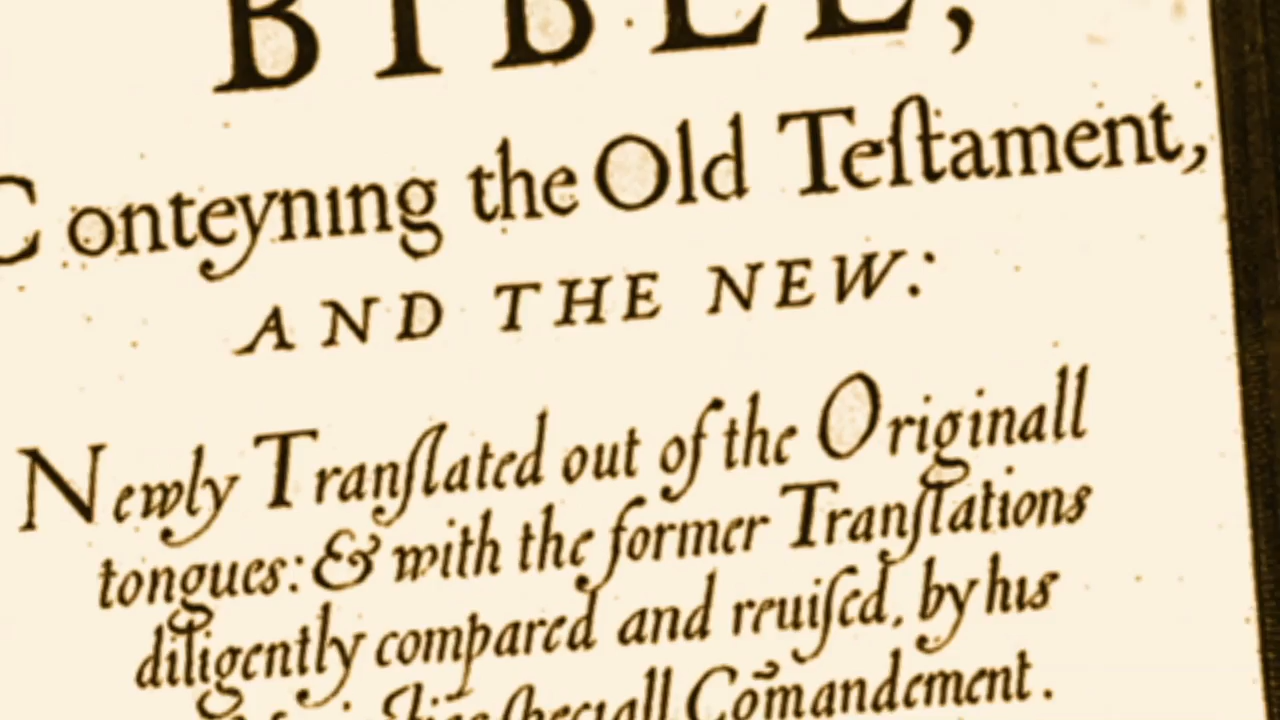 BIBLE,
Conteyning the Old Teſtament,
AND THE NEW:
Newly Tranſlated out of the Originall
tongues: & with the former Tranſlations
diligently compared and reuiſed, by his
ſpeciall Comandement.